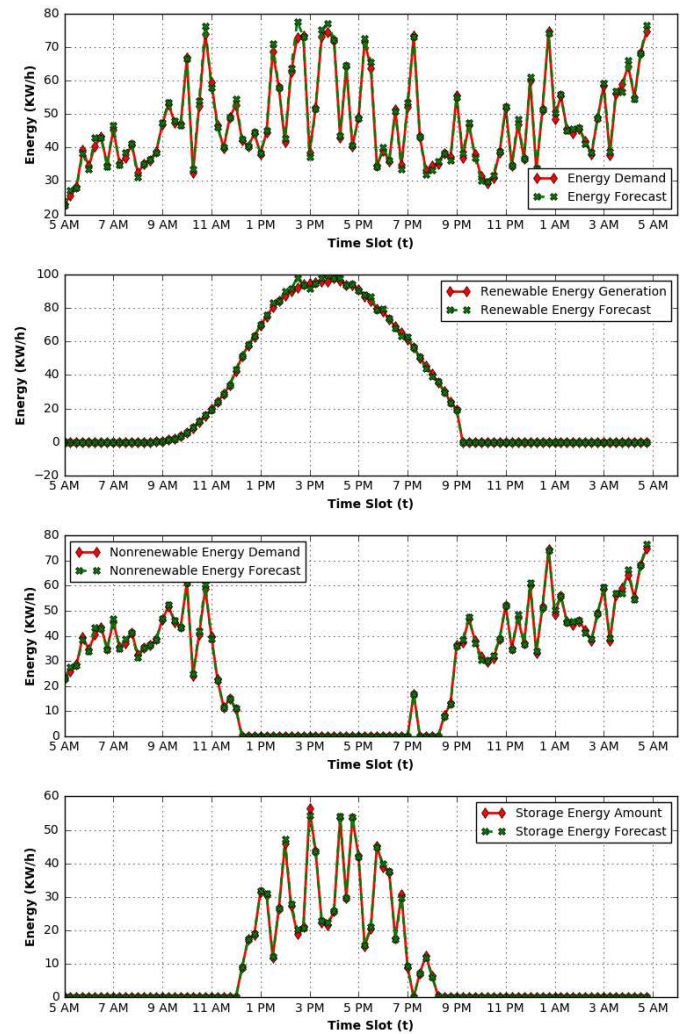 80
70
60
50
40
30
20
Energy (KW/h)
Energy Demand
Energy Forecast
5 AM 7 AM 9 AM 11 AM 1 PM 3 PM 5 PM 7 PM 9 PM 11 PM 1 AM 3 AM 5 AM
Time Slot (t)
100
80
60
40
20
0
−20
Energy (KW/h)
Renewable Energy Generation
Renewable Energy Forecast
5 AM 7 AM 9 AM 11 AM 1 PM 3 PM 5 PM 7 PM 9 PM 11 PM 1 AM 3 AM 5 AM
Time Slot (t)
80
70
60
50
40
30
20
10
0
Energy (KW/h)
Nonrenewable Energy Demand
Nonrenewable Energy Forecast
5 AM 7 AM 9 AM 11 AM 1 PM 3 PM 5 PM 7 PM 9 PM 11 PM 1 AM 3 AM 5 AM
Time Slot (t)
60
50
40
30
20
10
0
Energy (KW/h)
Storage Energy Amount
Storage Energy Forecast
5 AM 7 AM 9 AM 11 AM 1 PM 3 PM 5 PM 7 PM 9 PM 11 PM 1 AM 3 AM 5 AM
Time Slot (t)